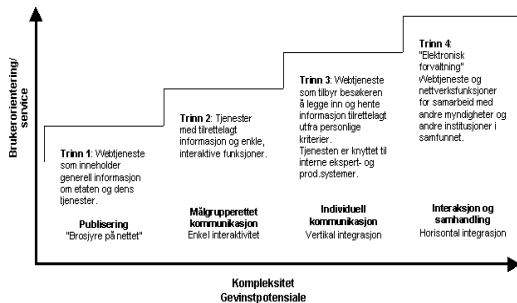 Brukerorientering/
service
Trinn 1: Webtjeneste
som inneholder
generell informasjon
om etaten og dens
tjenester.
Publisering
"Brosjyre på nettet"
Trinn 2: Tjenester
med tilrettelagt
informasjon og enkle,
interaktive funksjoner.
Målgrupperettet
kommunikasjon
Enkel interaktivitet
Trinn 3: Webtjeneste
som tilbyr besøkeren
å legge inn og hente
informasjon tilrettelagt
utfra personlige
kriterier.
Tjenesten er knyttet til
interne ekspert- og
prod.systemer.
Individuell
kommunikasjon
Vertikal integrasjon
Trinn 4:
"Elektronisk
forvaltning"
Webtjeneste og
nettverksfunksjoner
for samarbeid med
andre myndigheter og
andre institusjoner i
samfunnet.
Interaksjon og
samhandling
Horisontal integrasjon
Kompleksitet
Gevinstpotensiale